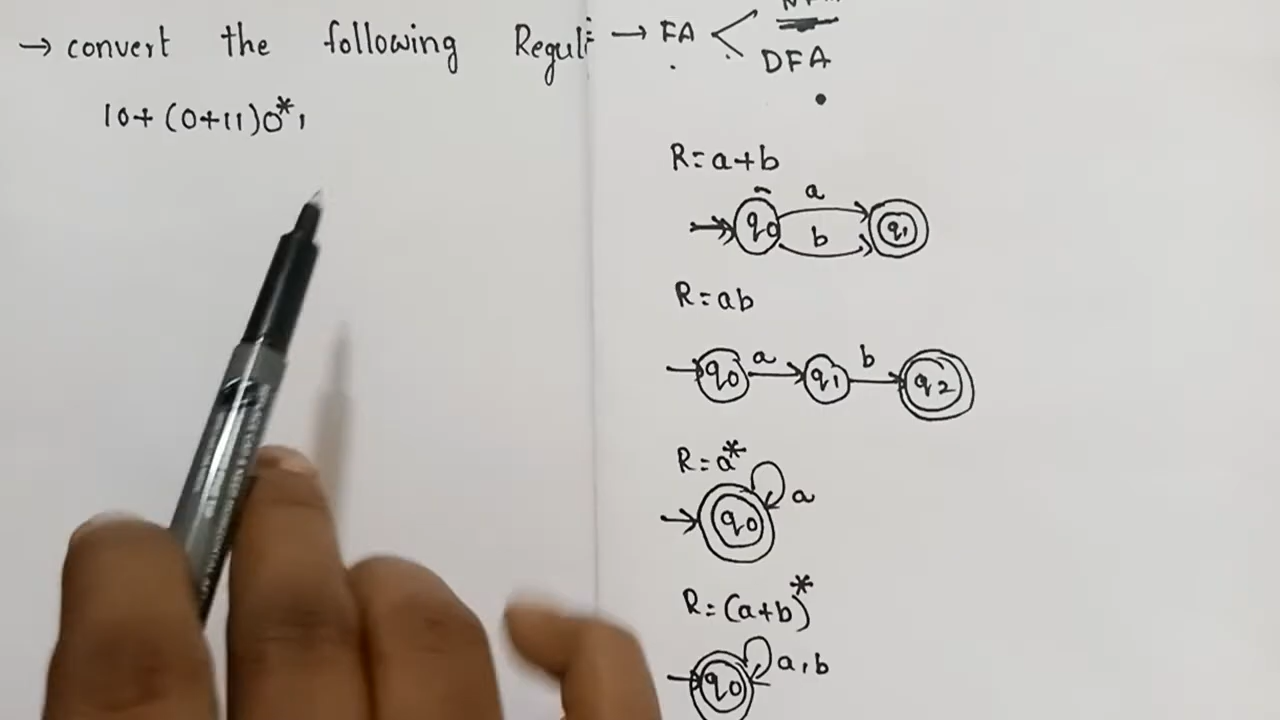 → convert the following Regul
10+(0+11)0*1
→ FA
DFA
R=a+b
q0 a b q1
R=ab
q0 a q1 b q2
R=a*
q0 a
R=(a+b)*
q0 a,b